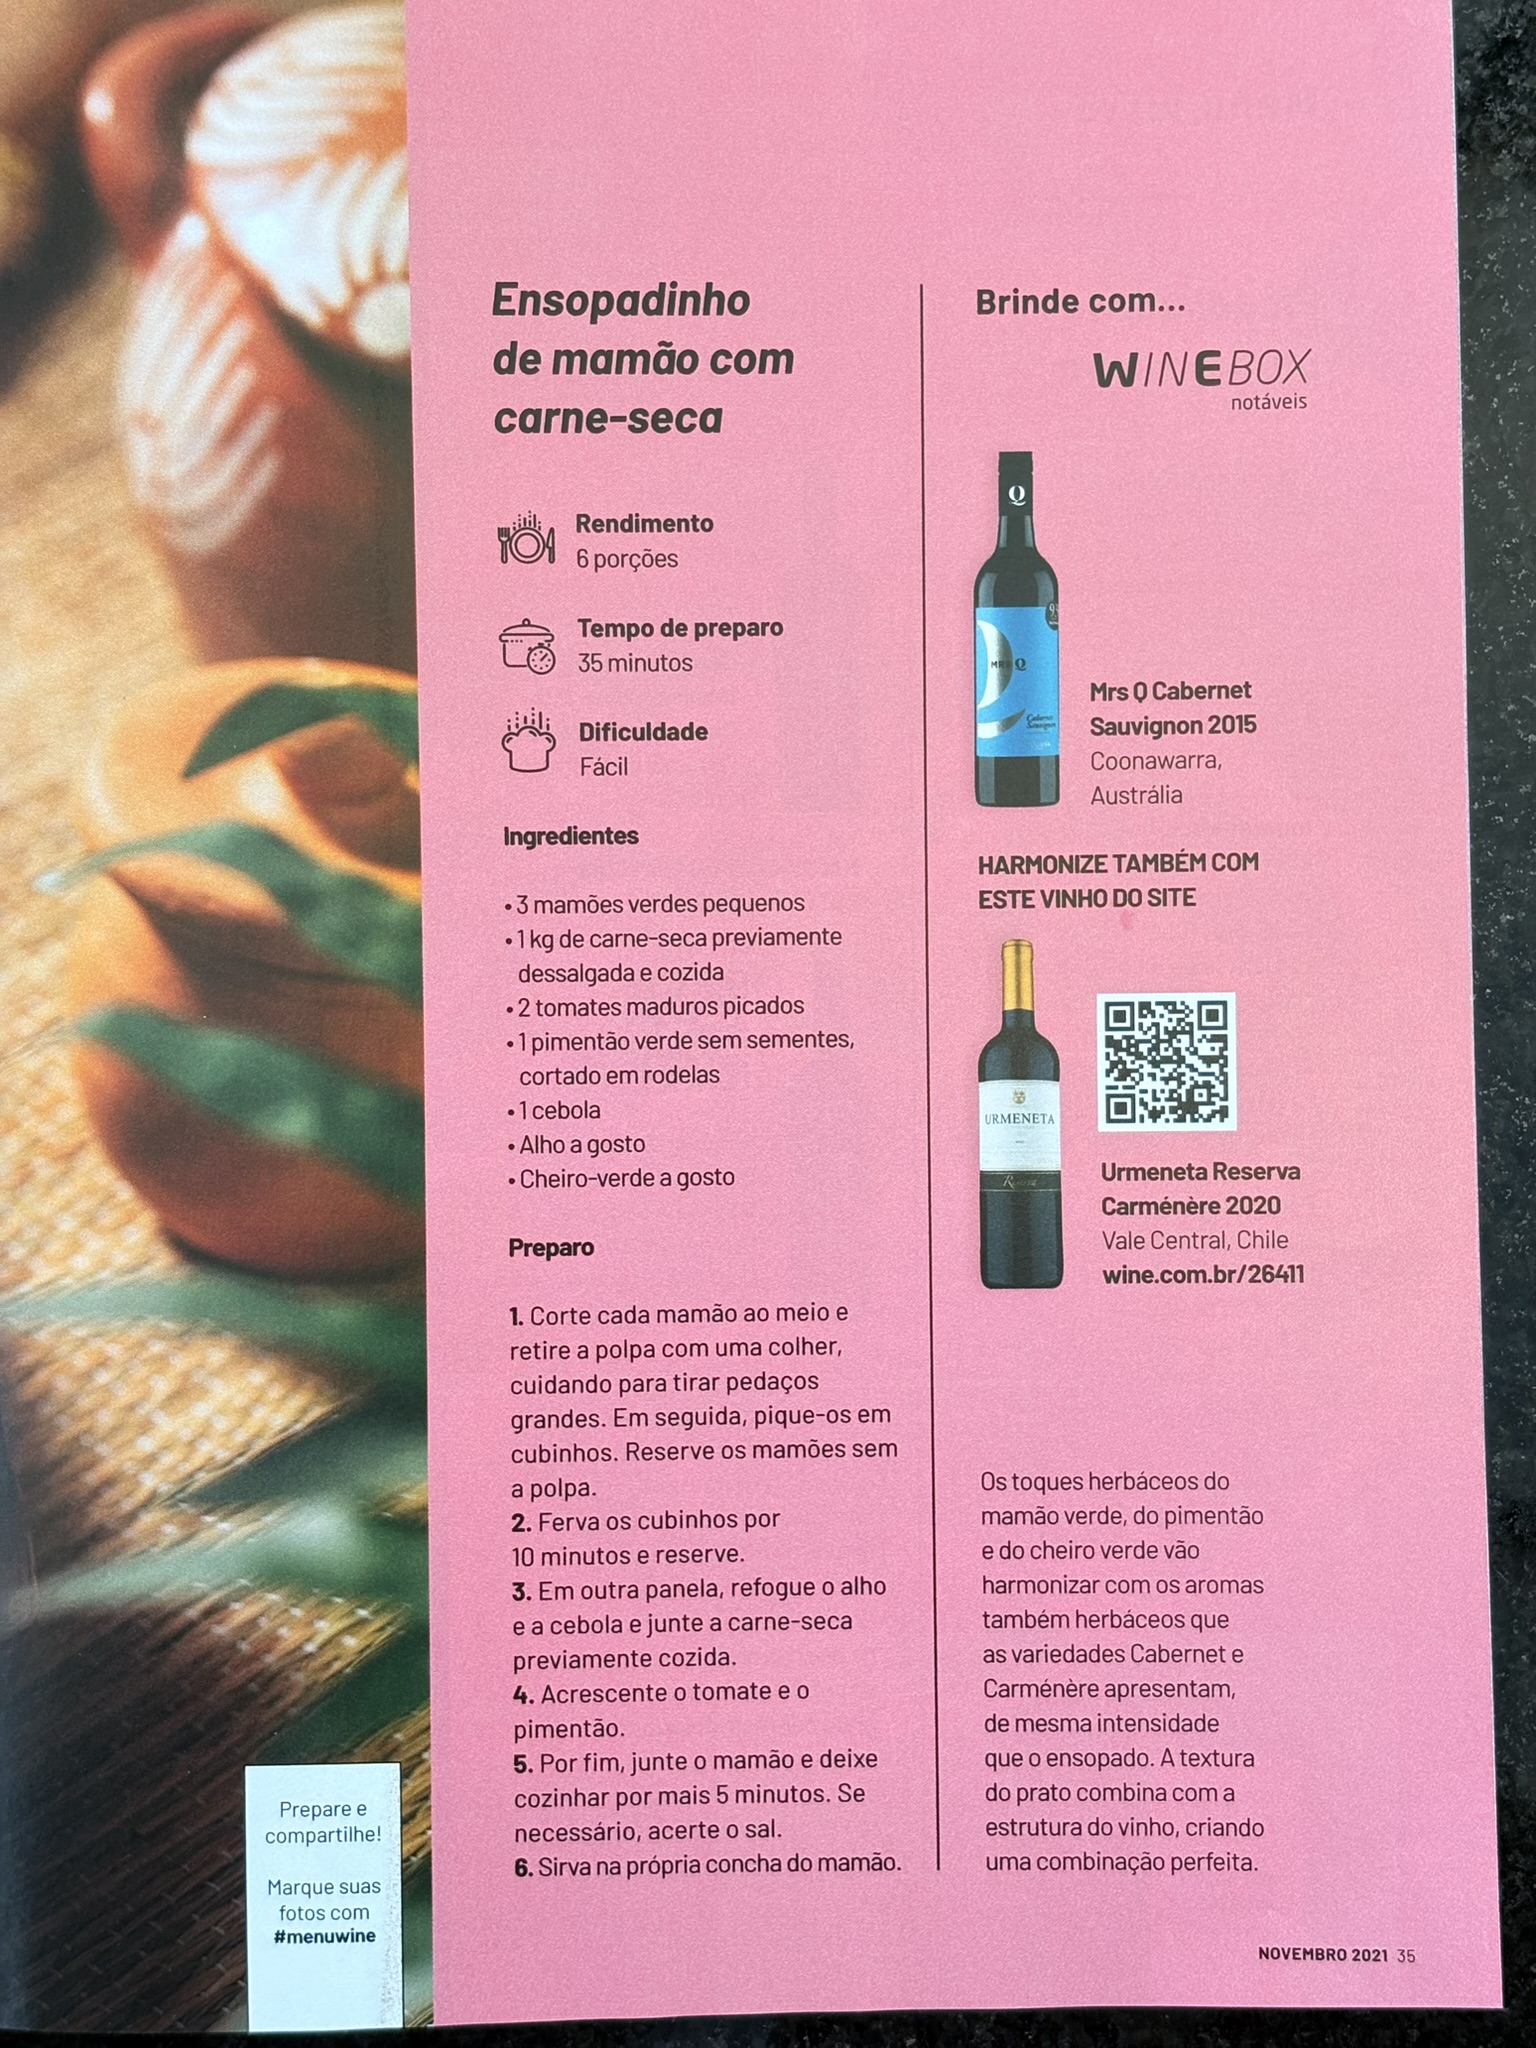 Ensopadinho
de mamão com
carne-seca
Rendimento
6 porções
Tempo de preparo
35 minutos
Dificuldade
Fácil
Ingredientes
• 3 mamões verdes pequenos
• 1 kg de carne-seca previamente
dessalgada e cozida
• 2 tomates maduros picados
• 1 pimentão verde sem sementes,
cortado em rodelas
• 1 cebola
• Alho a gosto
• Cheiro-verde a gosto
Preparo
1. Corte cada mamão ao meio e
retire a polpa com uma colher,
cuidando para tirar pedaços
grandes. Em seguida, pique-os em
cubinhos. Reserve os mamões sem
a polpa.
2. Ferva os cubinhos por
10 minutos e reserve.
3. Em outra panela, refogue o alho
e a cebola e junte a carne-seca
previamente cozida.
4. Acrescente o tomate e o
pimentão.
5. Por fim, junte o mamão e deixe
cozinhar por mais 5 minutos. Se
necessário, acerte o sal.
6. Sirva na própria concha do mamão.
Brinde com...
WINEBOX
notáveis
Q
MRS Q
Cabernet
Sauvignon
Mrs Q Cabernet
Sauvignon 2015
Coonawarra,
Austrália
HARMONIZE TAMBÉM COM
ESTE VINHO DO SITE
URMENETA
Reserva
Urmeneta Reserva
Carménère 2020
Vale Central, Chile
wine.com.br/26411
Os toques herbáceos do
mamão verde, do pimentão
e do cheiro verde vão
harmonizar com os aromas
também herbáceos que
as variedades Cabernet e
Carménère apresentam,
de mesma intensidade
que o ensopado. A textura
do prato combina com a
estrutura do vinho, criando
uma combinação perfeita.
Prepare e
compartilhe!
Marque suas
fotos com
#menuwine
NOVEMBRO 2021 35